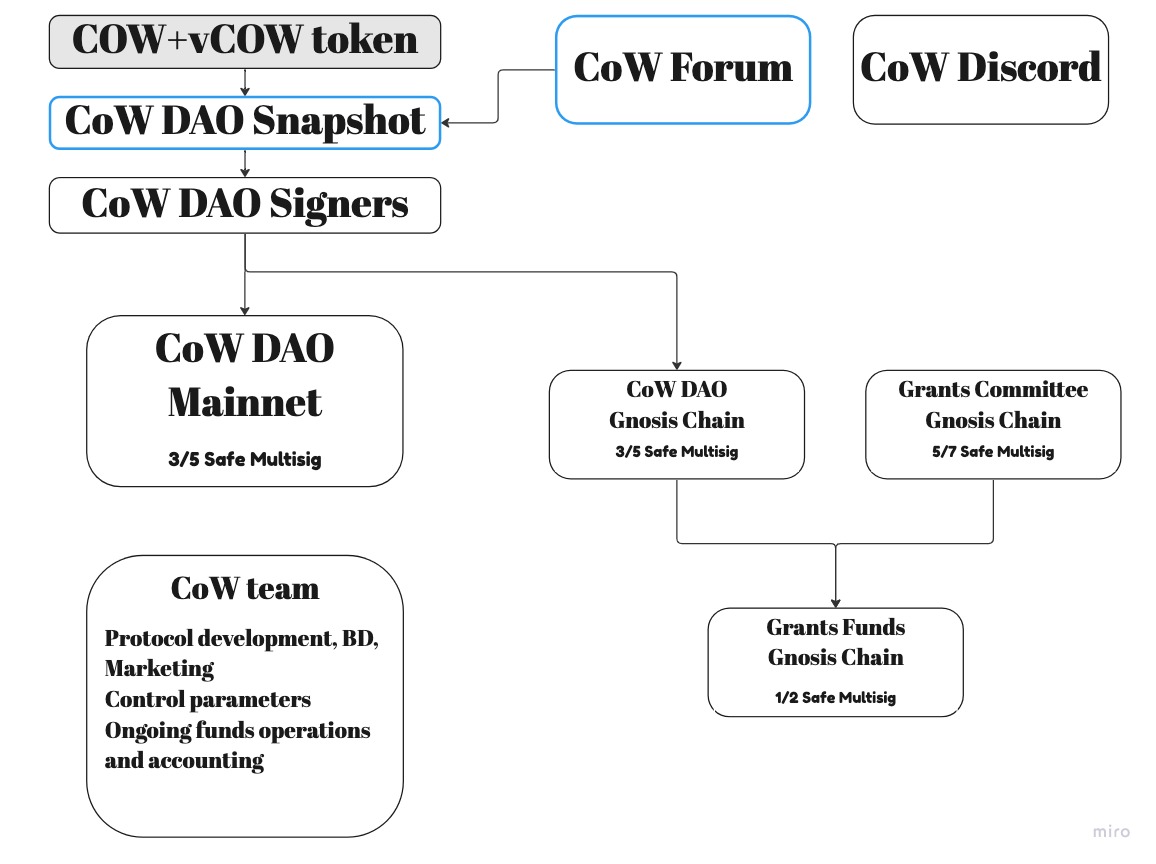 COW+vCOW token
CoW Forum
CoW Discord
CoW DAO Snapshot
CoW DAO Signers
CoW DAO
Mainnet
3/5 Safe Multisig
CoW DAO
Gnosis Chain
3/5 Safe Multisig
Grants Committee
Gnosis Chain
5/7 Safe Multisig
CoW team
Protocol development, BD,
Marketing
Control parameters
Ongoing funds operations
and accounting
Grants Funds
Gnosis Chain
1/2 Safe Multisig
miro